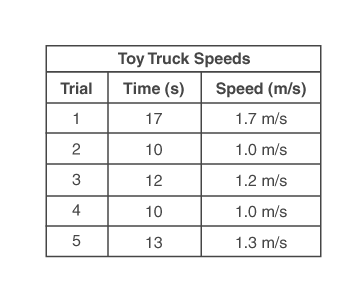 Toy Truck Speeds
Trial Time (s) Speed (m/s)
1 17 1.7 m/s
2 10 1.0 m/s
3 12 1.2 m/s
4 10 1.0 m/s
5 13 1.3 m/s